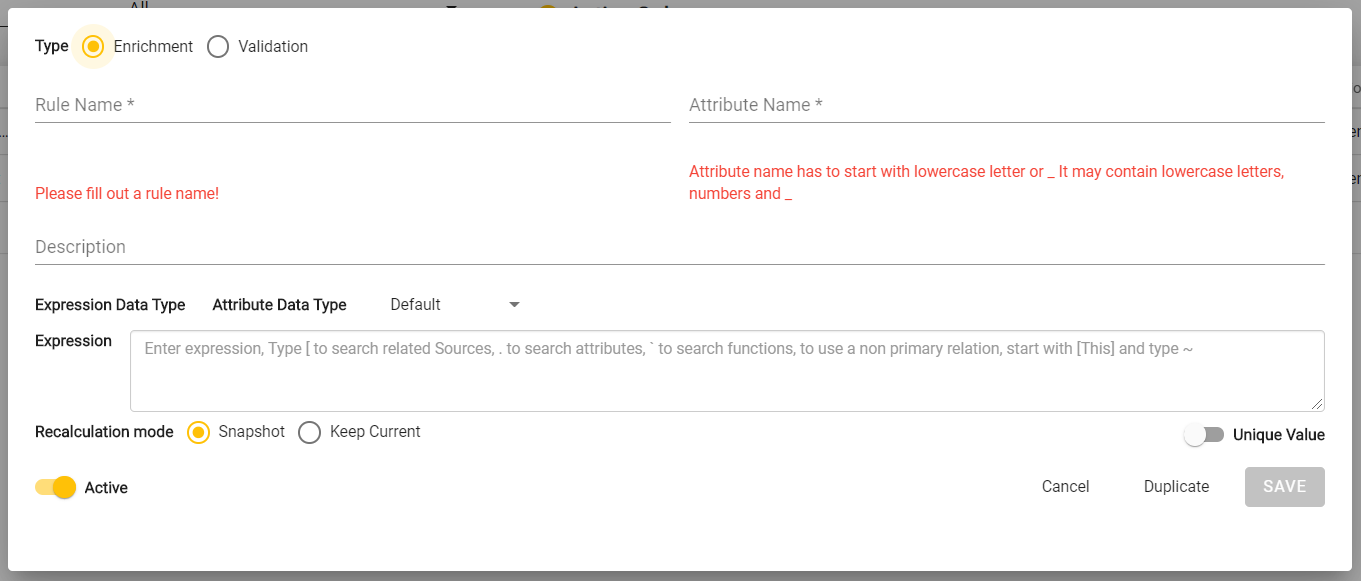 All
Type Enrichment Validation
Rule Name * Attribute Name *
Please fill out a rule name!
Attribute name has to start with lowercase letter or _ It may contain lowercase letters,
numbers and _
Description
Expression Data Type Attribute Data Type Default
Expression Enter expression, Type [ to search related Sources, . to search attributes, ` to search functions, to use a non primary relation, start with [This] and type ~
Recalculation mode Snapshot Keep Current Unique Value
Active Cancel Duplicate SAVE